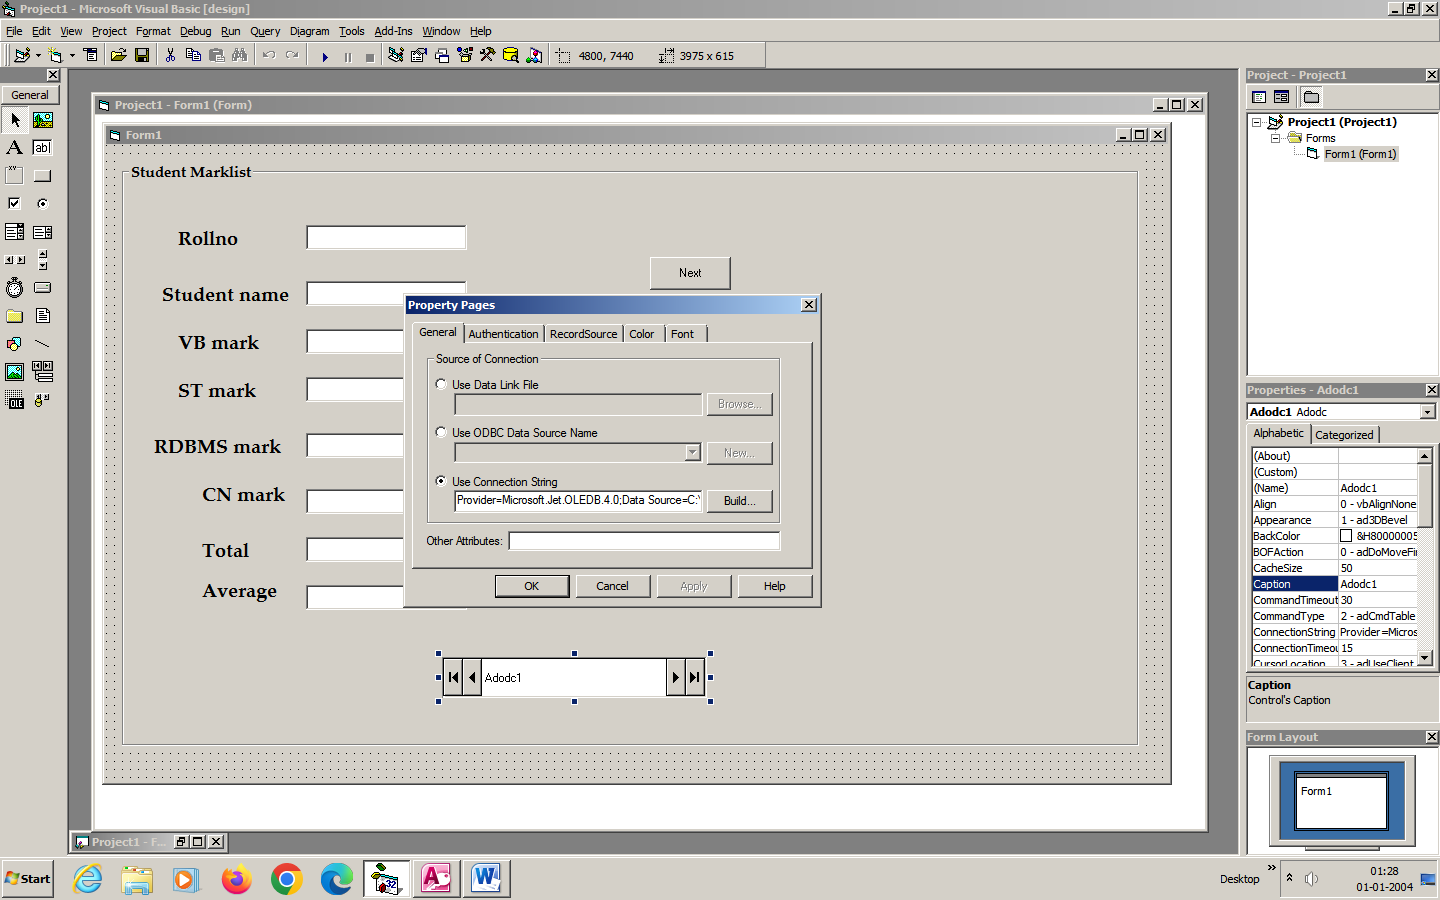 Project1 - Microsoft Visual Basic [design]
File Edit View Project Format Debug Run Query Diagram Tools Add-Ins Window Help
4800, 7440 3975 x 615
General
Project1 - Form1 (Form)
Form1
Student Marklist
Rollno
Student name
VB mark
ST mark
RDBMS mark
CN mark
Total
Average
Next
Property Pages
General Authentication RecordSource Color Font
Source of Connection
Use Data Link File
Browse...
Use ODBC Data Source Name
New...
Use Connection String
Provider=Microsoft.Jet.OLEDB.4.0;Data Source=C:\
Build...
Other Attributes:
OK Cancel Apply Help
Adodc1
Project1 - F...
Project - Project1
Project1 (Project1)
Forms
Form1 (Form1)
Properties - Adodc1
Adodc1 Adodc
Alphabetic Categorized
(About)
(Custom)
(Name) Adodc1
Align 0 - vbAlignNone
Appearance 1 - ad3DBevel
BackColor &H80000005
BOFAction 0 - adDoMoveFi
CacheSize 50
Caption Adodc1
CommandTimeout 30
CommandType 2 - adCmdTable
ConnectionString Provider=Micros
ConnectionTimeou 15
CursorLocation 3 - adUseClient
Caption
Control's Caption
Form Layout
Form1
Start
Desktop
01:28
01-01-2004